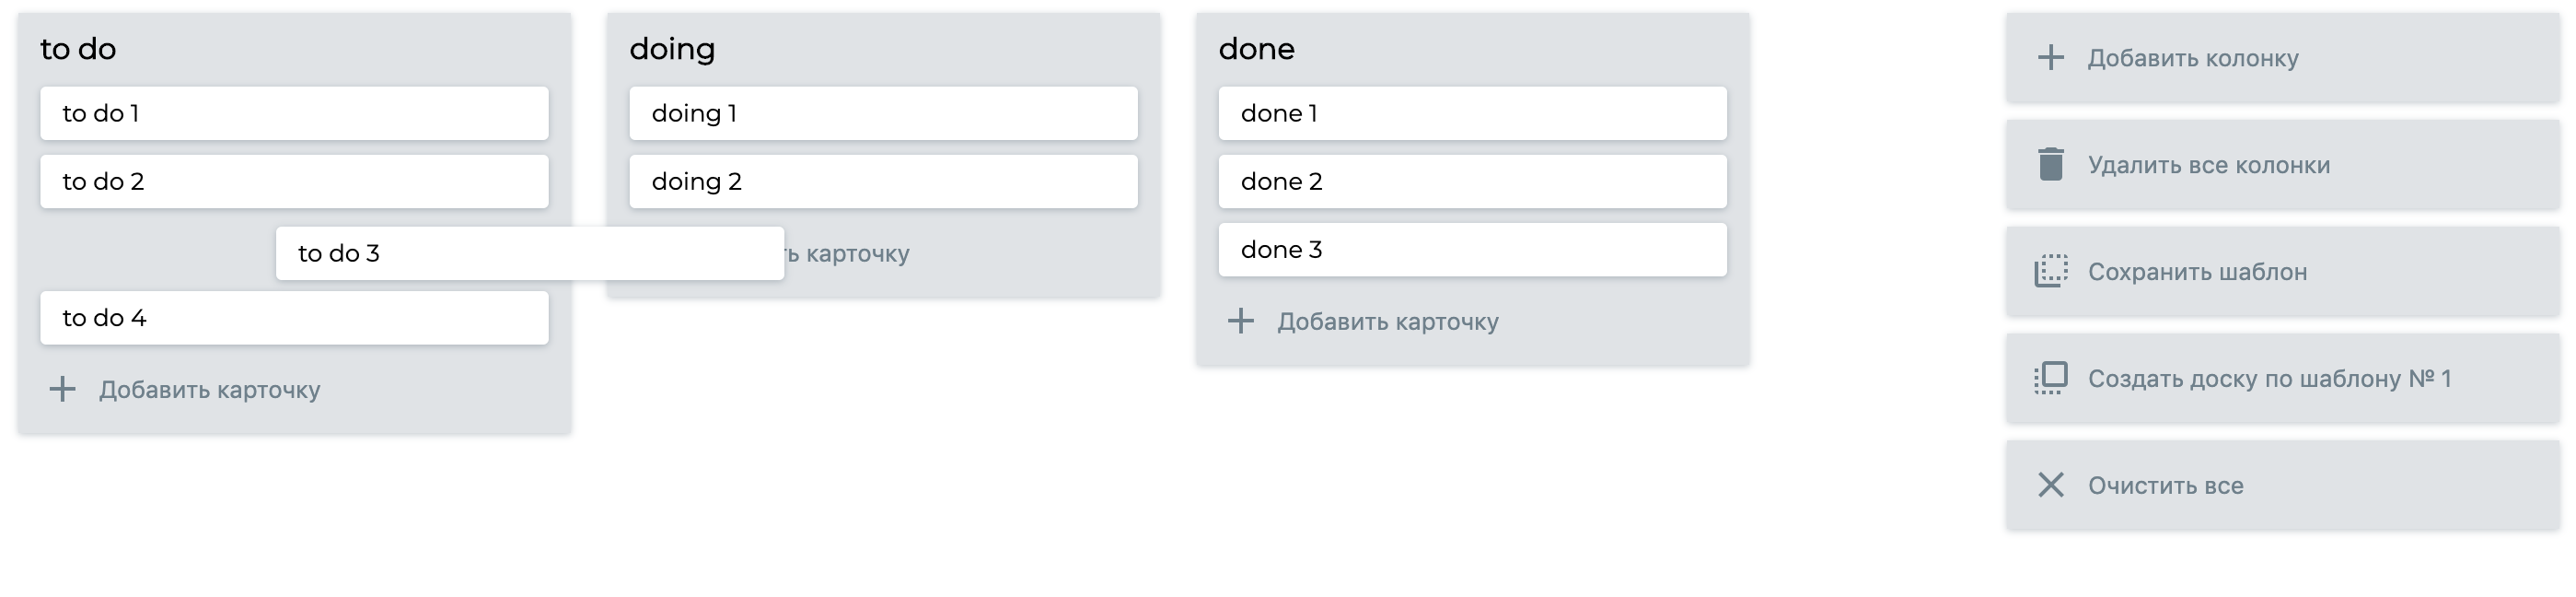 to do
to do 1
to do 2
to do 3
to do 4
Добавить карточку
doing
doing 1
doing 2
карточку
done
done 1
done 2
done 3
Добавить карточку
Добавить колонку
Удалить все колонки
Сохранить шаблон
Создать доску по шаблону № 1
Очистить все